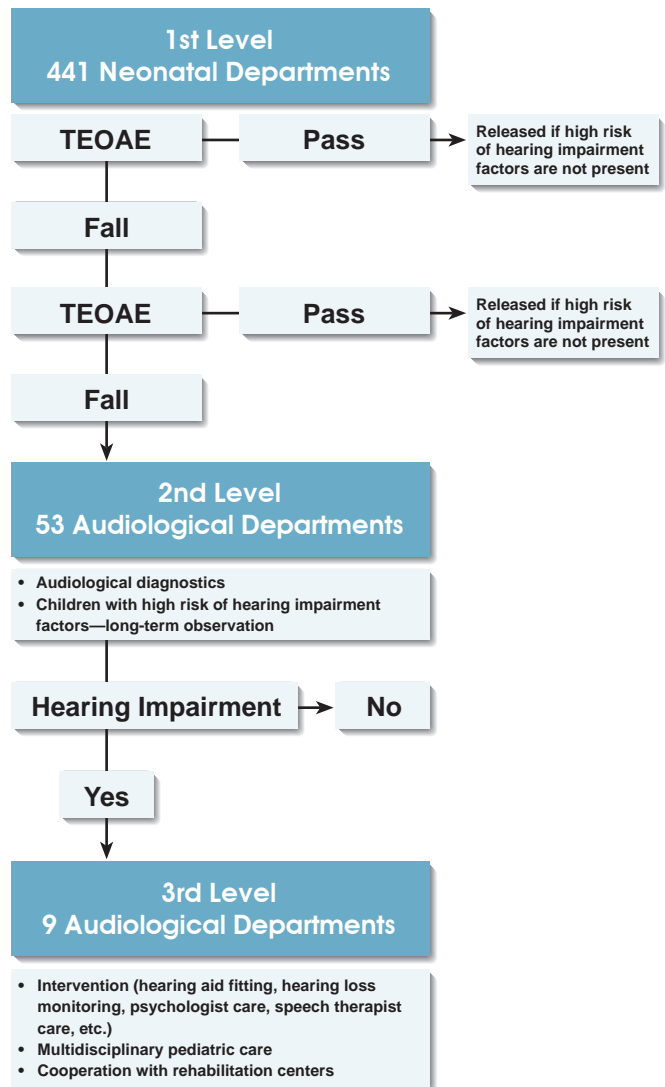 1st Level
441 Neonatal Departments
TEOAE
Pass
Released if high risk
of hearing impairment
factors are not present
Fall
TEOAE
Pass
Released if high risk
of hearing impairment
factors are not present
Fall
2nd Level
53 Audiological Departments
• Audiological diagnostics
• Children with high risk of hearing impairment
factors—long-term observation
Hearing Impairment
No
Yes
3rd Level
9 Audiological Departments
• Intervention (hearing aid fitting, hearing loss
monitoring, psychologist care, speech therapist
care, etc.)
• Multidisciplinary pediatric care
• Cooperation with rehabilitation centers